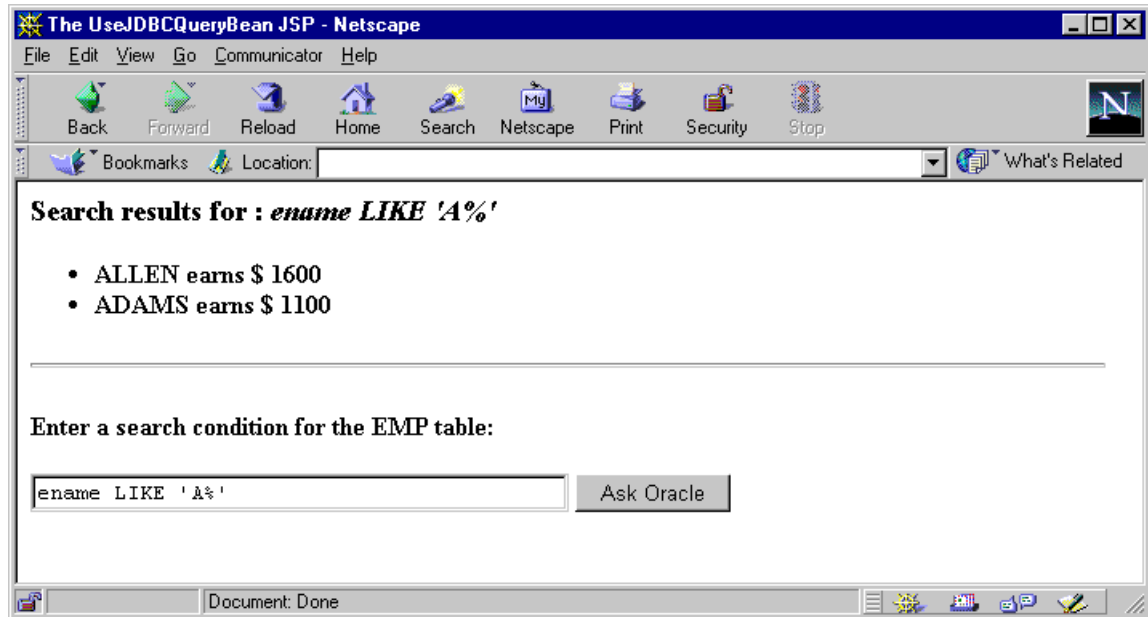 The UseJDBCQueryBean JSP - Netscape
File Edit View Go Communicator Help
Back Forward Reload Home Search Netscape Print Security Stop
My
N
Bookmarks Location: What's Related
Search results for : ename LIKE 'A%'
• ALLEN earns $ 1600
• ADAMS earns $ 1100
Enter a search condition for the EMP table:
ename LIKE 'A%' Ask Oracle
Document: Done